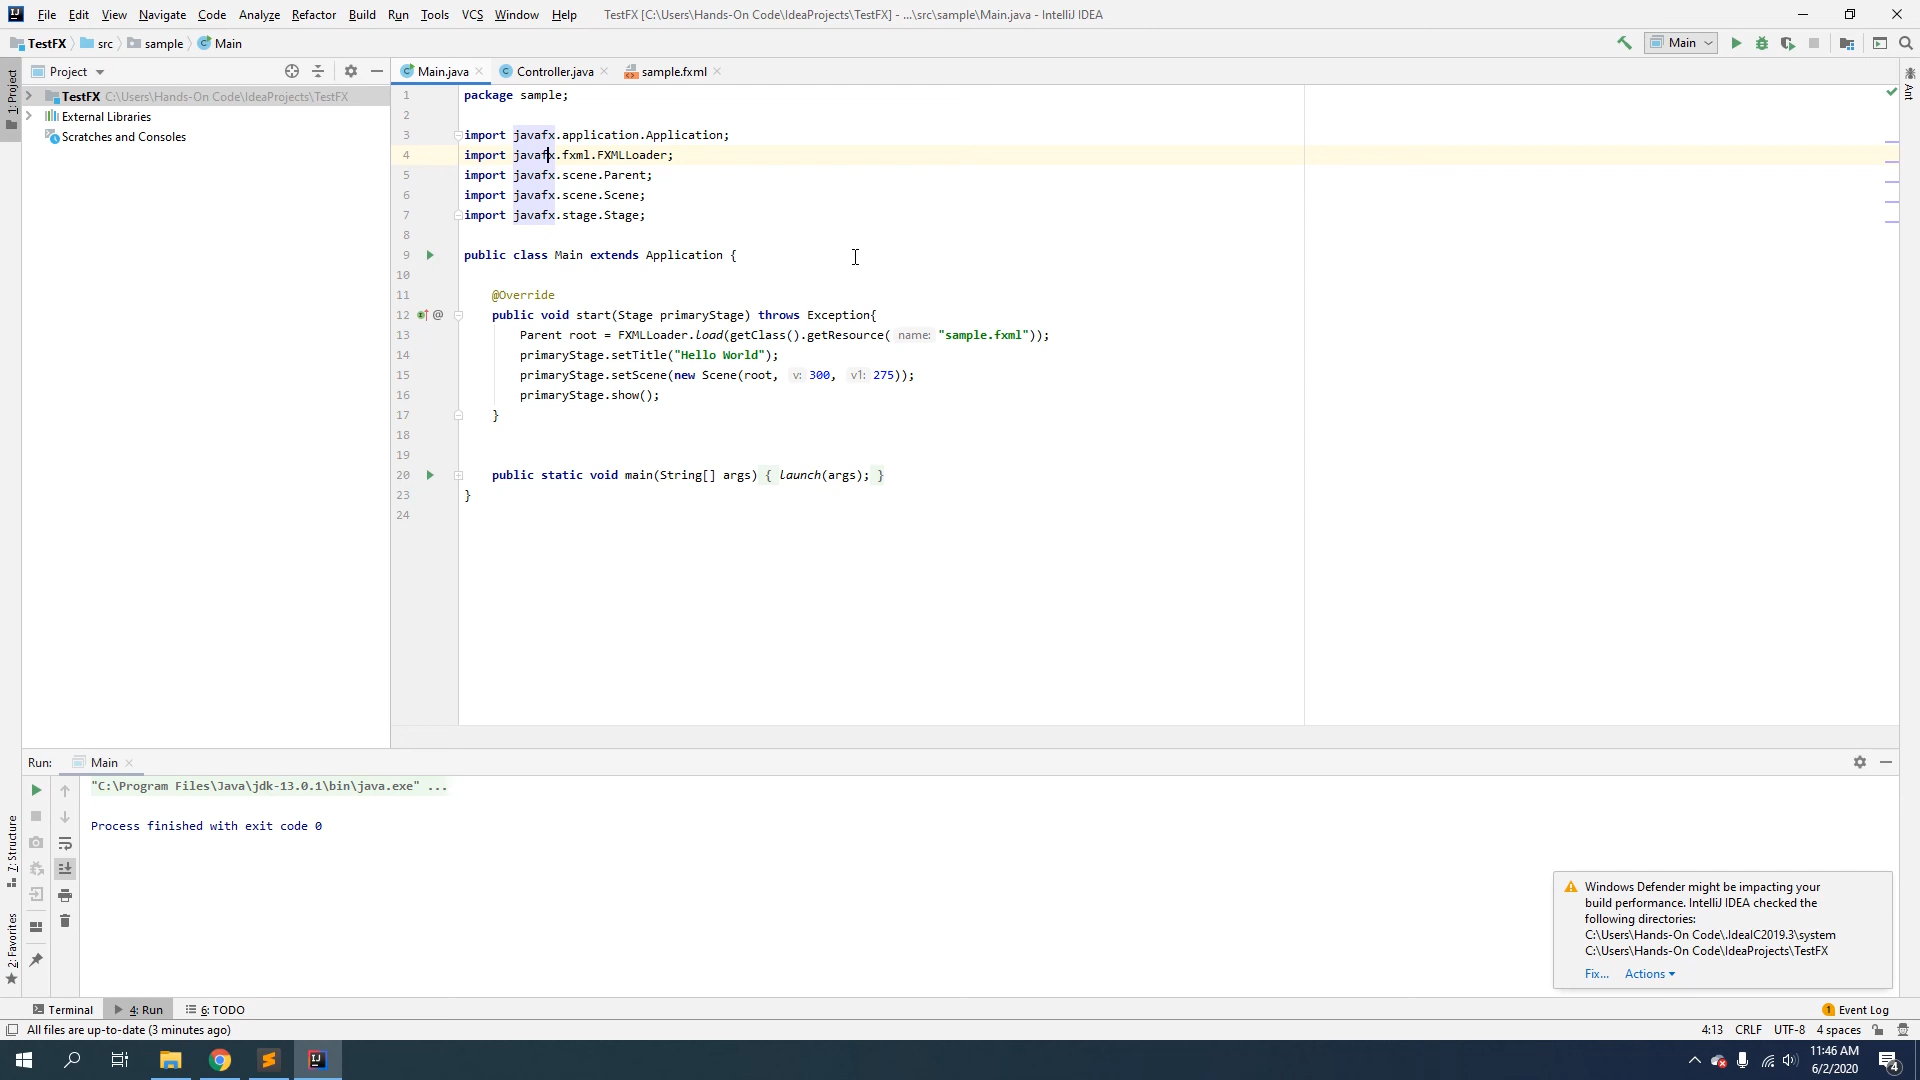 File Edit View Navigate Code Analyze Refactor Build Run Tools VCS Window Help TestFX [C:\Users\Hands-On Code\IdeaProjects\TestFX] - ...\src\sample\Main.java - IntelliJ IDEA
TestFX src sample Main
Main
Project
Main.java Controller.java sample.fxml
1: Project
Ant
TestFX C:\Users\Hands-On Code\IdeaProjects\TestFX
External Libraries
Scratches and Consoles
1 package sample;
2
3 import javafx.application.Application;
4 import javafx.fxml.FXMLLoader;
5 import javafx.scene.Parent;
6 import javafx.scene.Scene;
7 import javafx.stage.Stage;
8
9 public class Main extends Application {
10
11 @Override
12 @ public void start(Stage primaryStage) throws Exception{
13 Parent root = FXMLLoader.load(getClass().getResource( name: "sample.fxml"));
14 primaryStage.setTitle("Hello World");
15 primaryStage.setScene(new Scene(root, v: 300, v1: 275));
16 primaryStage.show();
17 }
18
19
20 public static void main(String[] args) { launch(args); }
23 }
24
Run: Main
"C:\Program Files\Java\jdk-13.0.1\bin\java.exe" ...
Process finished with exit code 0
7: Structure
2: Favorites
Windows Defender might be impacting your
build performance. IntelliJ IDEA checked the
following directories:
C:\Users\Hands-On Code\.IdeaIC2019.3\system
C:\Users\Hands-On Code\IdeaProjects\TestFX
Fix... Actions
Terminal 4: Run 6: TODO
1 Event Log
All files are up-to-date (3 minutes ago)
4:13 CRLF UTF-8 4 spaces
11:46 AM
6/2/2020
4